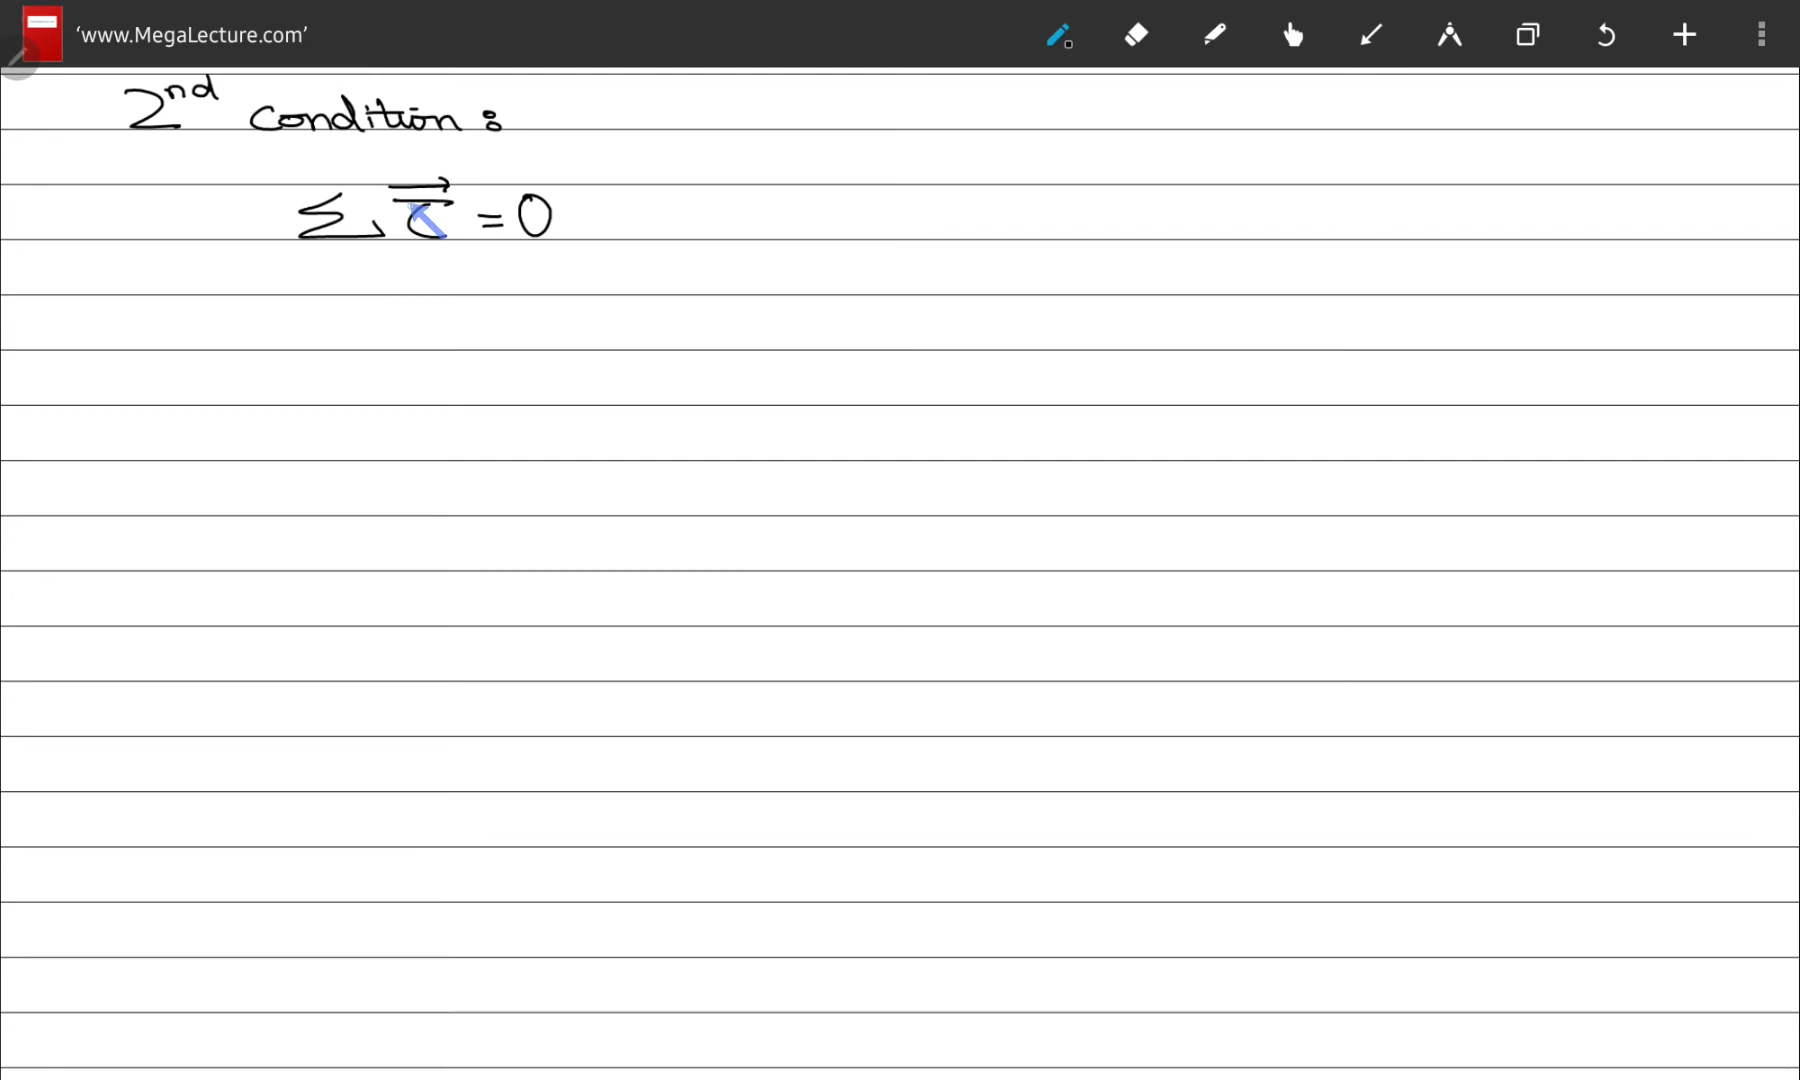 ‘www.MegaLecture.com’
2nd Condition :
∑ τ⃗ = 0